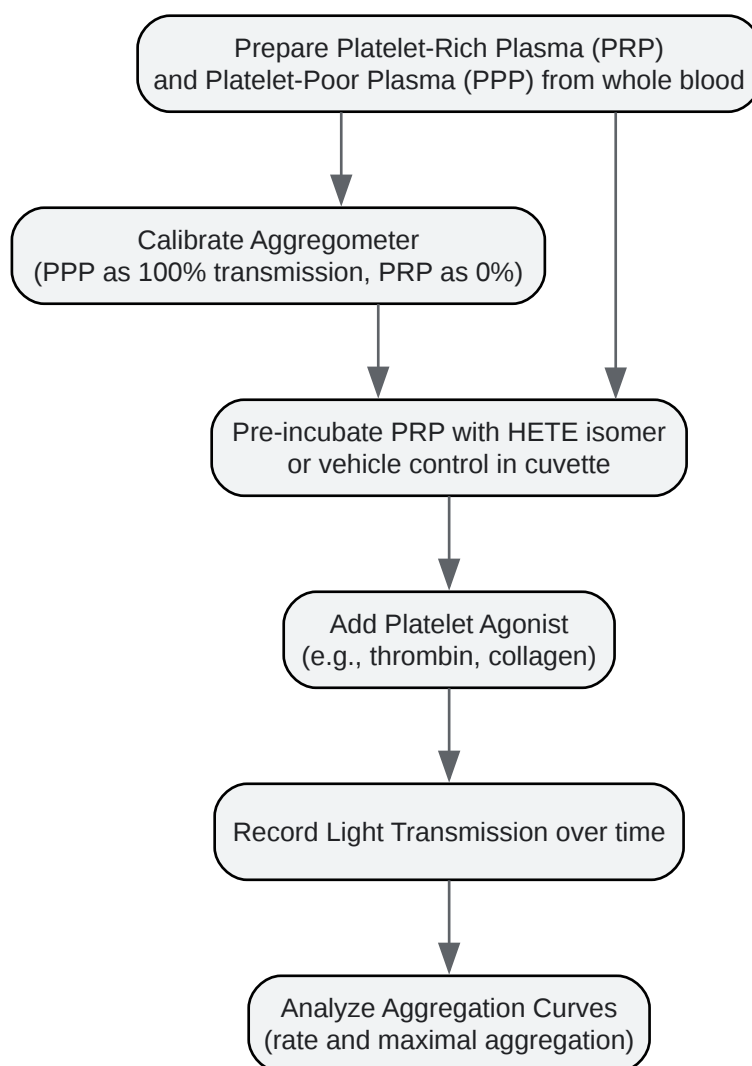 Prepare Platelet-Rich Plasma (PRP)
and Platelet-Poor Plasma (PPP) from whole blood
Calibrate Aggregometer
(PPP as 100% transmission, PRP as 0%)
Pre-incubate PRP with HETE isomer
or vehicle control in cuvette
Add Platelet Agonist
(e.g., thrombin, collagen)
Record Light Transmission over time
Analyze Aggregation Curves
(rate and maximal aggregation)